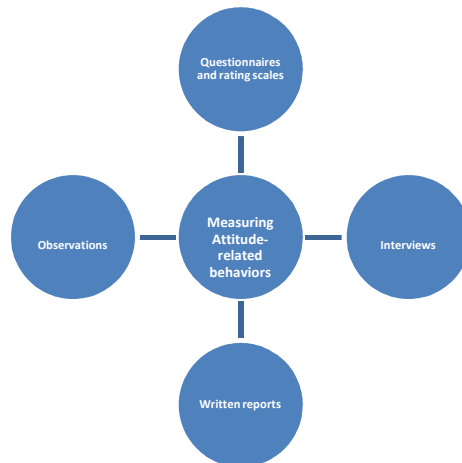 Questionnaires
and rating scales
Observations
Measuring
Attitude-
related
behaviors
Interviews
Written reports